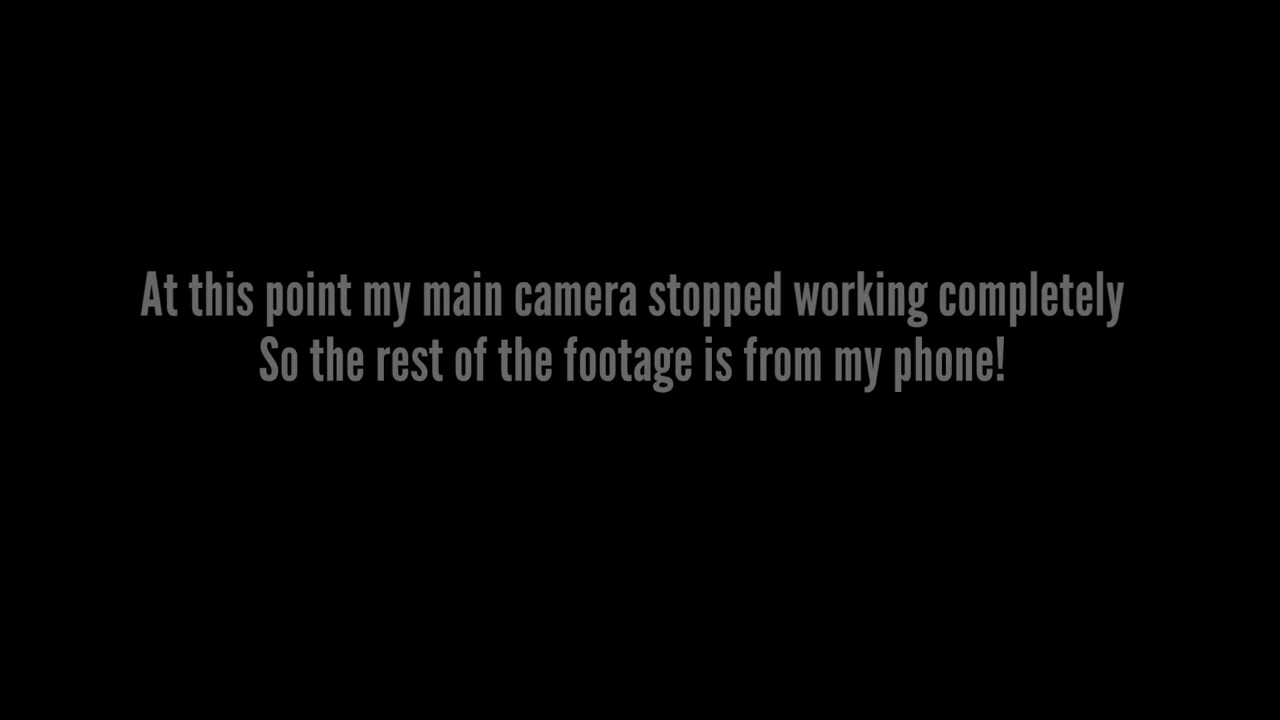 At this point my main camera stopped working completely
So the rest of the footage is from my phone!